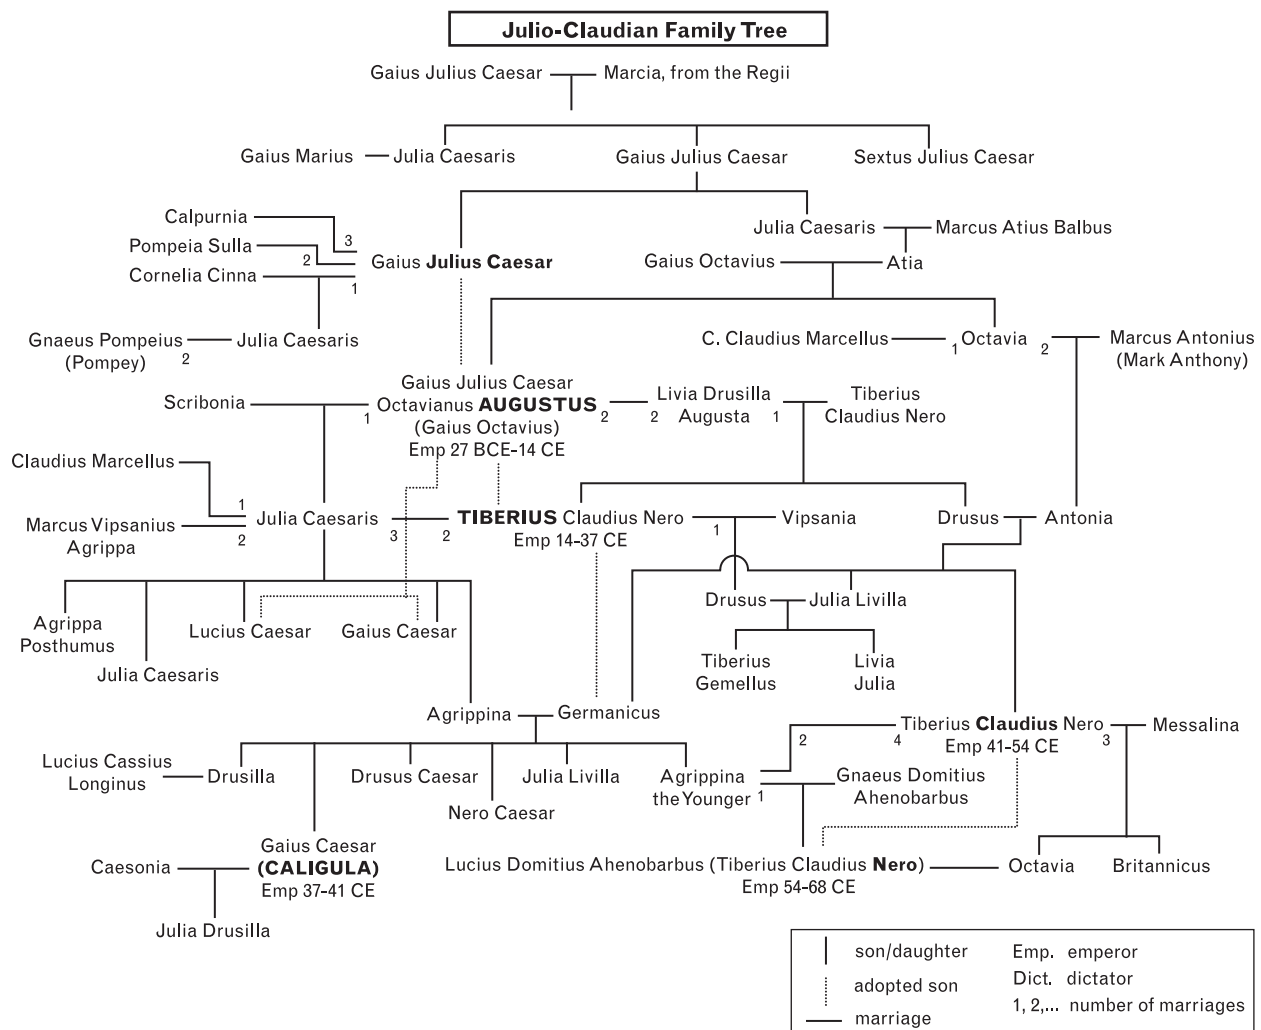 Julio-Claudian Family Tree
Gaius Julius Caesar Marcia, from the Regii
Gaius Marius Julia Caesaris Gaius Julius Caesar Sextus Julius Caesar
Calpurnia 3
Julia Caesaris Marcus Atius Balbus
Pompeia Sulla 2
Gaius Julius Caesar Gaius Octavius Atia
Cornelia Cinna 1
Gnaeus Pompeius 2 Julia Caesaris
(Pompey)
C. Claudius Marcellus 1 Octavia 2 Marcus Antonius
(Mark Anthony)
Scribonia 1
Gaius Julius Caesar
Octavianus AUGUSTUS 2
(Gaius Octavius)
Emp 27 BCE-14 CE
2 Livia Drusilla 1
Augusta
Tiberius
Claudius Nero
Claudius Marcellus 1
Marcus Vipsanius 2
Agrippa
Julia Caesaris 3 2 TIBERIUS Claudius Nero 1 Vipsania
Emp 14-37 CE
Drusus Antonia
Agrippa
Posthumus
Julia Caesaris
Lucius Caesar Gaius Caesar
Drusus Julia Livilla
Tiberius
Gemellus
Livia
Julia
Agrippina Germanicus
Tiberius Claudius Nero 3 Messalina
Emp 41-54 CE
2 4
Lucius Cassius
Longinus
Drusilla Drusus Caesar Julia Livilla
Nero Caesar
Agrippina
the Younger 1
Gnaeus Domitius
Ahenobarbus
Caesonia
Gaius Caesar
(CALIGULA)
Emp 37-41 CE
Julia Drusilla
Lucius Domitius Ahenobarbus (Tiberius Claudius Nero)
Emp 54-68 CE
Octavia Britannicus
son/daughter
adopted son
marriage
Emp. emperor
Dict. dictator
1, 2,... number of marriages